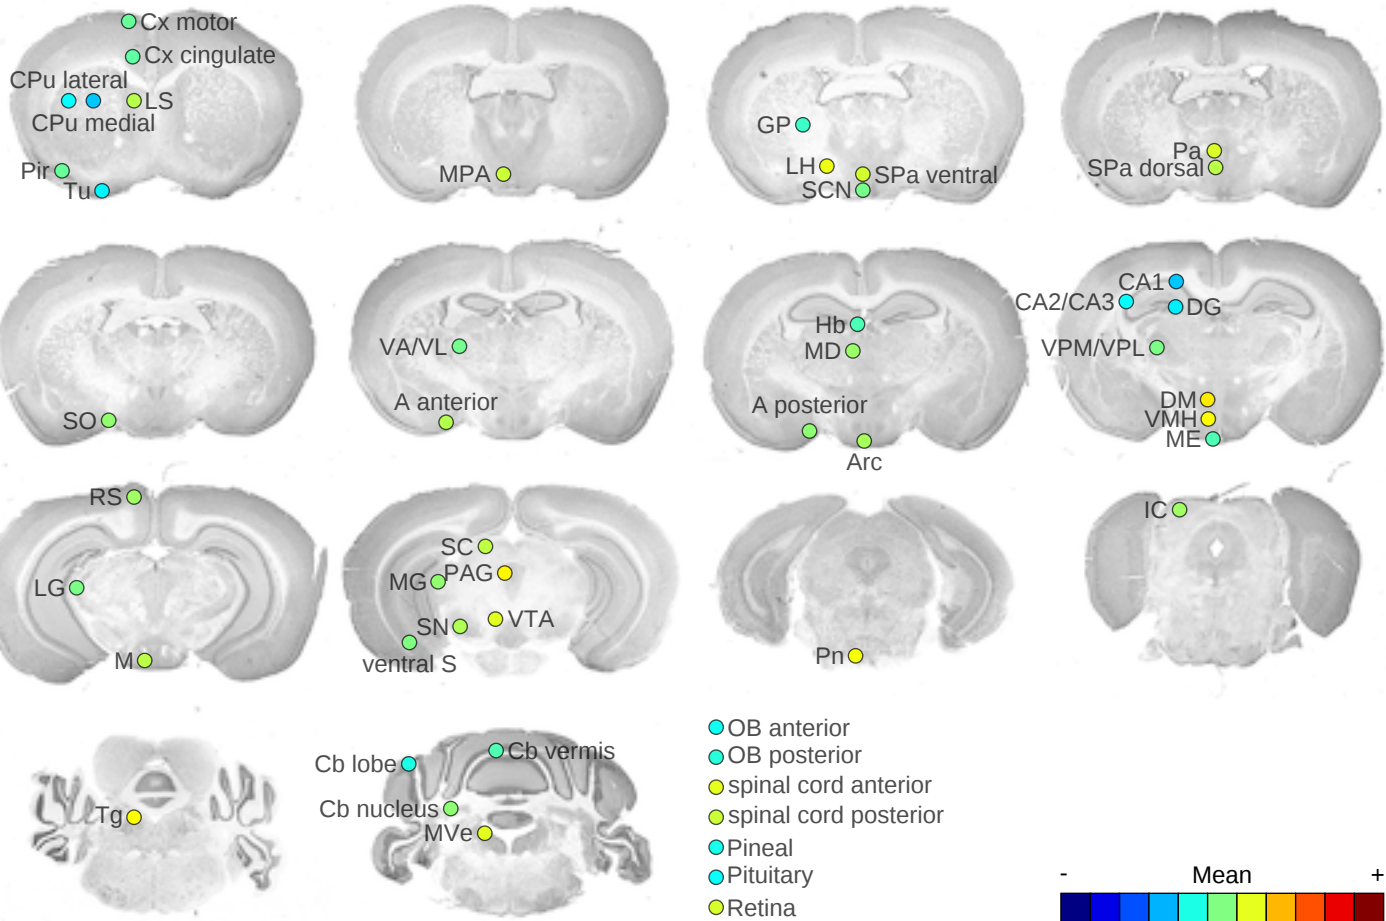 Cx motor
Cx cingulate
CPu lateral
LS
CPu medial
Pir
Tu
MPA
GP
LH
SPa ventral
SCN
Pa
SPa dorsal
SO
VA/VL
A anterior
Hb
MD
A posterior
Arc
CA1
CA2/CA3
DG
VPM/VPL
DM
VMH
ME
RS
LG
M
SC
PAG
MG
VTA
SN
ventral S
Pn
IC
Tg
Cb vermis
Cb lobe
Cb nucleus
MVe
OB anterior
OB posterior
spinal cord anterior
spinal cord posterior
Pineal
Pituitary
Retina
- Mean +